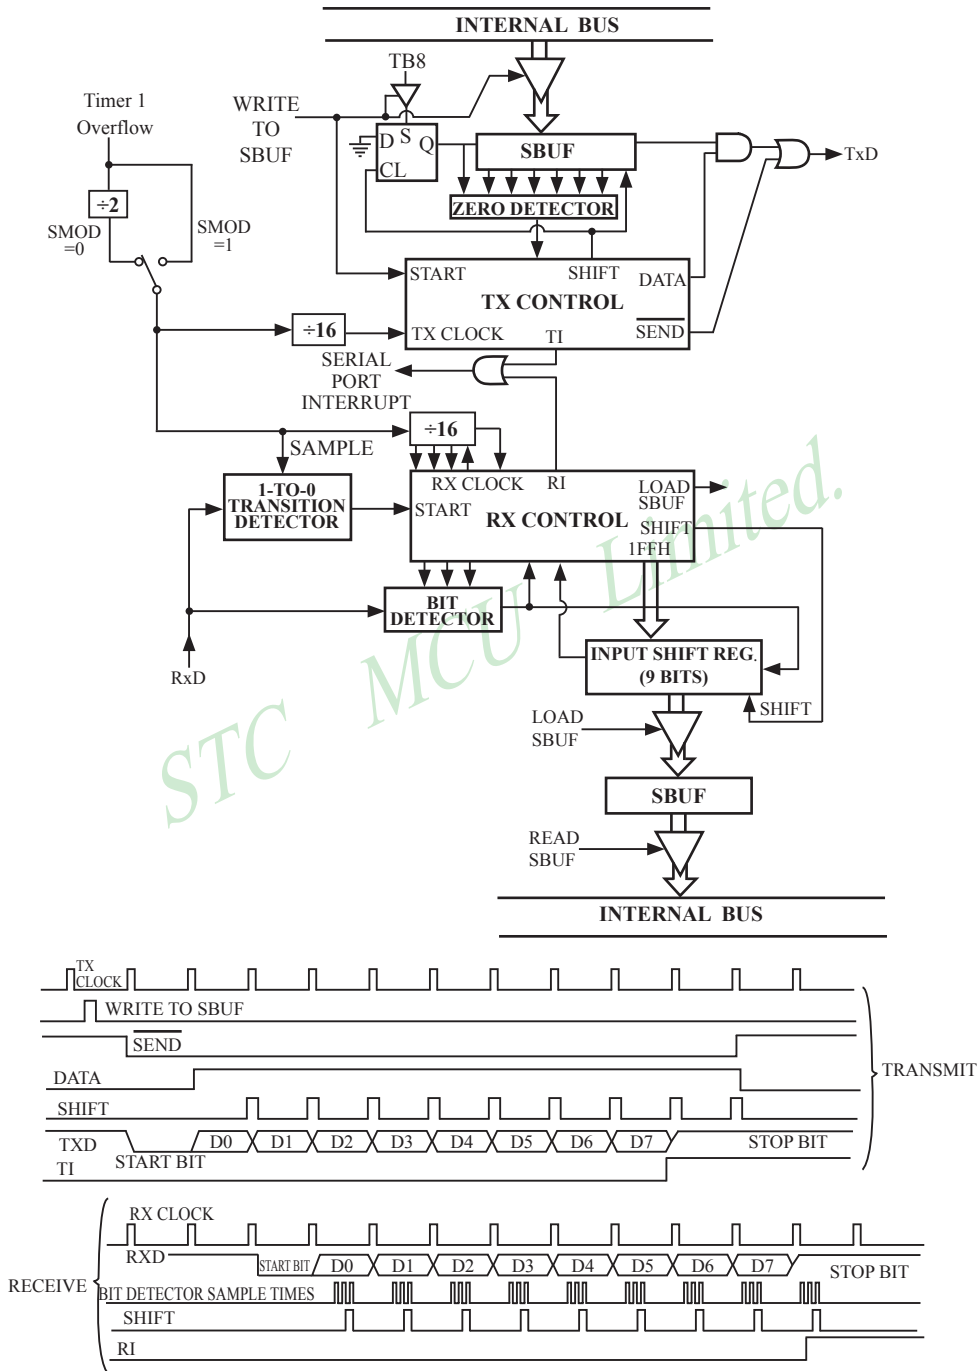 INTERNAL BUS
TB8
WRITE
TO
SBUF
Timer 1
Overflow
D S Q
CL
SBUF
TxD
÷2
ZERO DETECTOR
SMOD
=0
SMOD
=1
START
SHIFT
DATA
TX CONTROL
÷16
TX CLOCK
TI
SEND
SERIAL
PORT
INTERRUPT
÷16
SAMPLE
RX CLOCK
RI
LOAD
SBUF
1-TO-0
TRANSITION
DETECTOR
START
RX CONTROL
SHIFT
1FFH
BIT
DETECTOR
RxD
INPUT SHIFT REG.
(9 BITS)
SHIFT
LOAD
SBUF
SBUF
READ
SBUF
INTERNAL BUS
STC MCU Limited.
TX
CLOCK
WRITE TO SBUF
SEND
DATA
TRANSMIT
SHIFT
TXD
START BIT
D0 D1 D2 D3 D4 D5 D6 D7
STOP BIT
TI
RX CLOCK
RXD
START BIT
D0 D1 D2 D3 D4 D5 D6 D7
STOP BIT
RECEIVE
BIT DETECTOR SAMPLE TIMES
SHIFT
RI